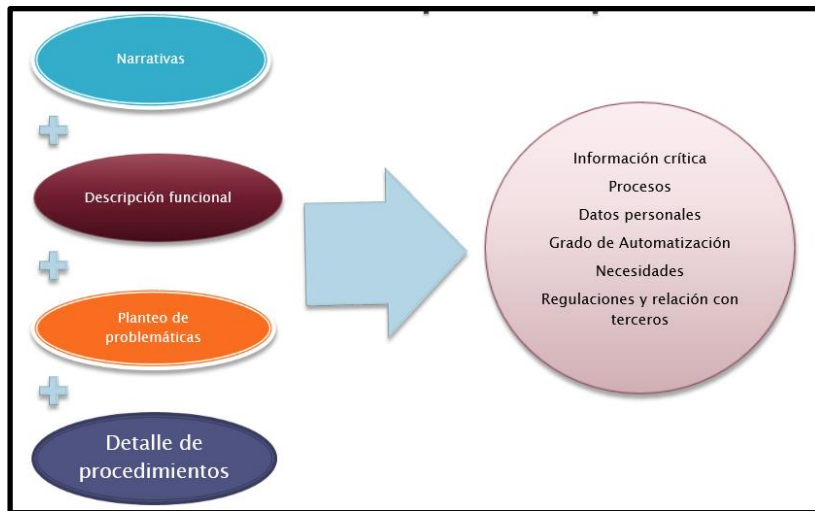 Narrativas
Descripción funcional
Planteo de
problemáticas
Detalle de
procedimientos
Información crítica
Procesos
Datos personales
Grado de Automatización
Necesidades
Regulaciones y relación con
terceros